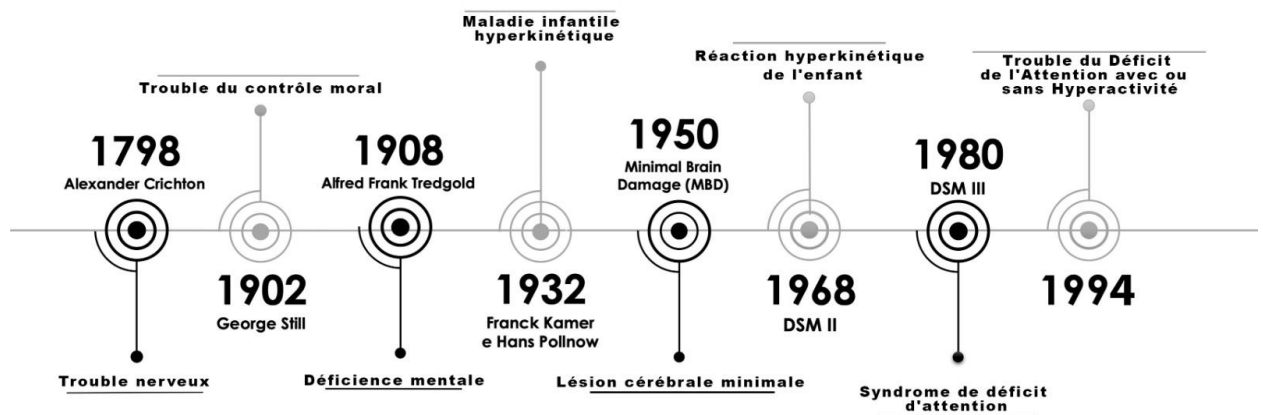 Trouble nerveux
1798
Alexander Crichton
Trouble du contrôle moral
1902
George Still
1908
Alfred Frank Tredgold
Déficience mentale
Maladie infantile
hyperkinétique
1932
Franck Kamer
e Hans Pollnow
1950
Minimal Brain
Damage (MBD)
Lésion cérébrale minimale
Réaction hyperkinétique
de l'enfant
1968
DSM II
1980
DSM III
Syndrome de déficit
d'attention
Trouble du Déficit
de l'Attention avec ou
sans Hyperactivité
1994